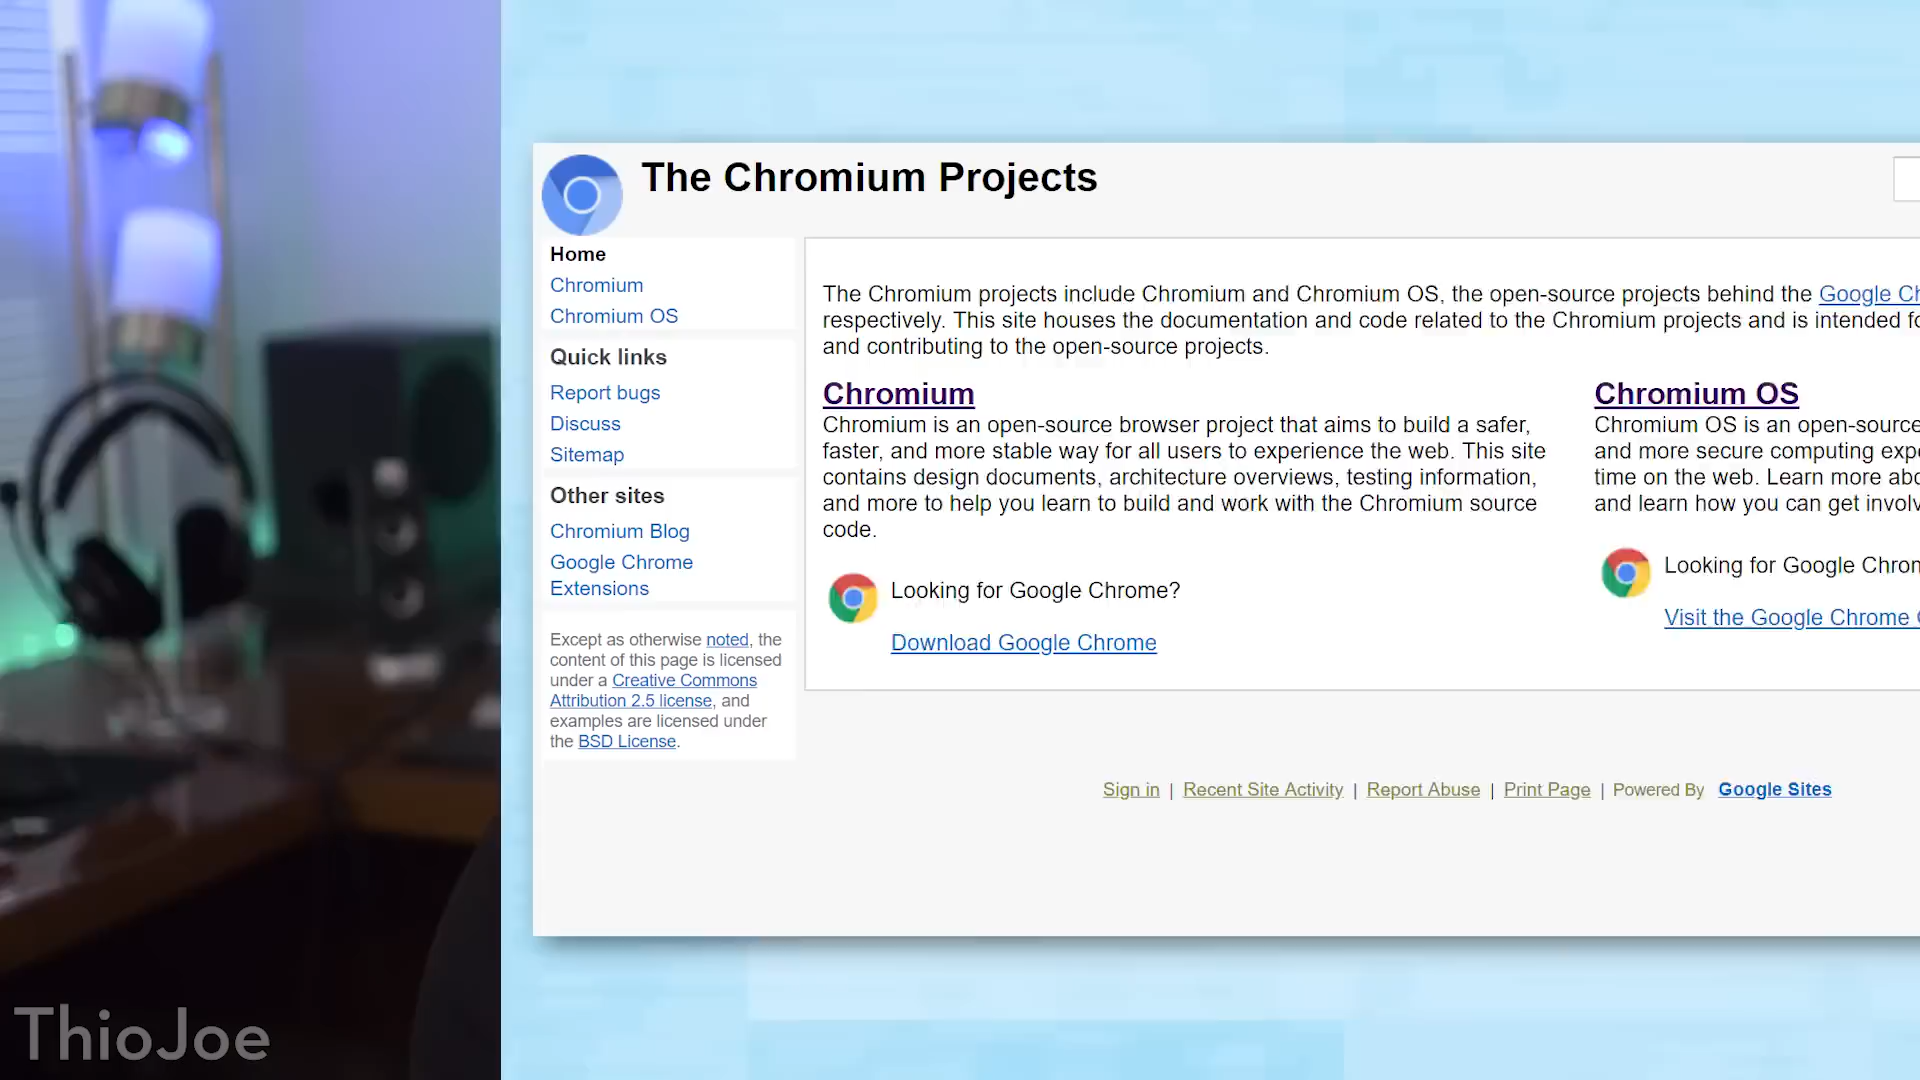 The Chromium Projects
Home
Chromium
Chromium OS
Quick links
Report bugs
Discuss
Sitemap
Other sites
Chromium Blog
Google Chrome
Extensions
Except as otherwise noted, the
content of this page is licensed
under a Creative Commons
Attribution 2.5 license, and
examples are licensed under
the BSD License.
The Chromium projects include Chromium and Chromium OS, the open-source projects behind the Google
respectively. This site houses the documentation and code related to the Chromium projects and is intended
and contributing to the open-source projects.
Chromium
Chromium is an open-source browser project that aims to build a safer,
faster, and more stable way for all users to experience the web. This site
contains design documents, architecture overviews, testing information,
and more to help you learn to build and work with the Chromium source
code.
Looking for Google Chrome?
Download Google Chrome
Chromium OS
Chromium OS is an open-source
and more secure computing
time on the web. Learn more
and learn how you can get
Looking for Google
Visit the Google Chrome
Sign in | Recent Site Activity | Report Abuse | Print Page | Powered By Google Sites
ThioJoe